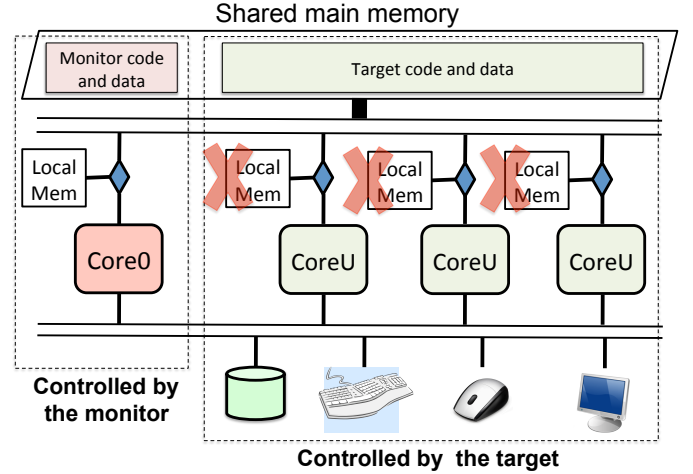 Shared main memory
Monitor code
and data
Target code and data
Local
Mem
Local
Mem
Local
Mem
Local
Mem
Core0
CoreU
CoreU
CoreU
Controlled by
the monitor
Controlled by the target